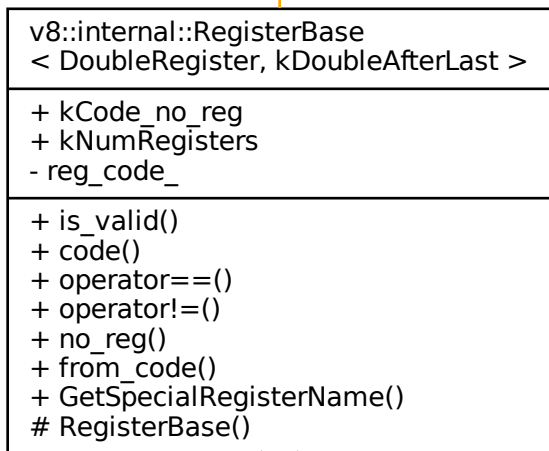 v8::internal::RegisterBase
< DoubleRegister, kDoubleAfterLast >
+ kCode_no_reg
+ kNumRegisters
- reg_code_
+ is_valid()
+ code()
+ operator==()
+ operator!=()
+ no_reg()
+ from_code()
+ GetSpecialRegisterName()
# RegisterBase()